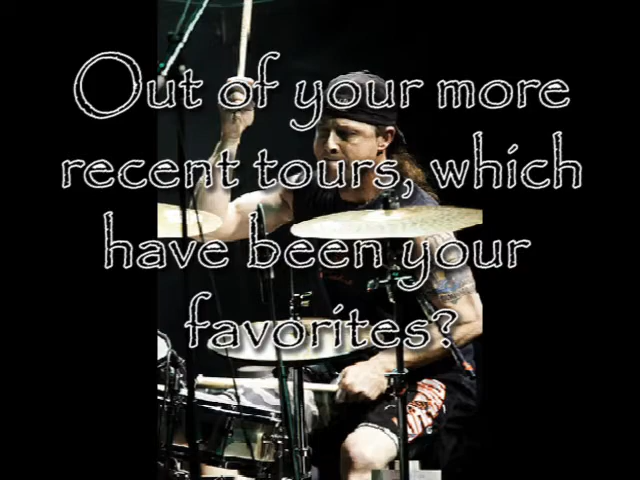 Out of your more
recent tours, which
have been your
favorites?